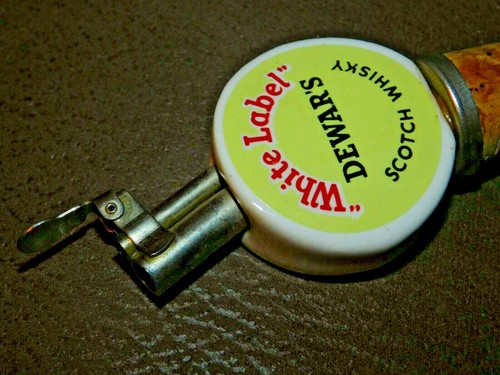 "White Label"
DEWAR'S
SCOTCH WHISKY